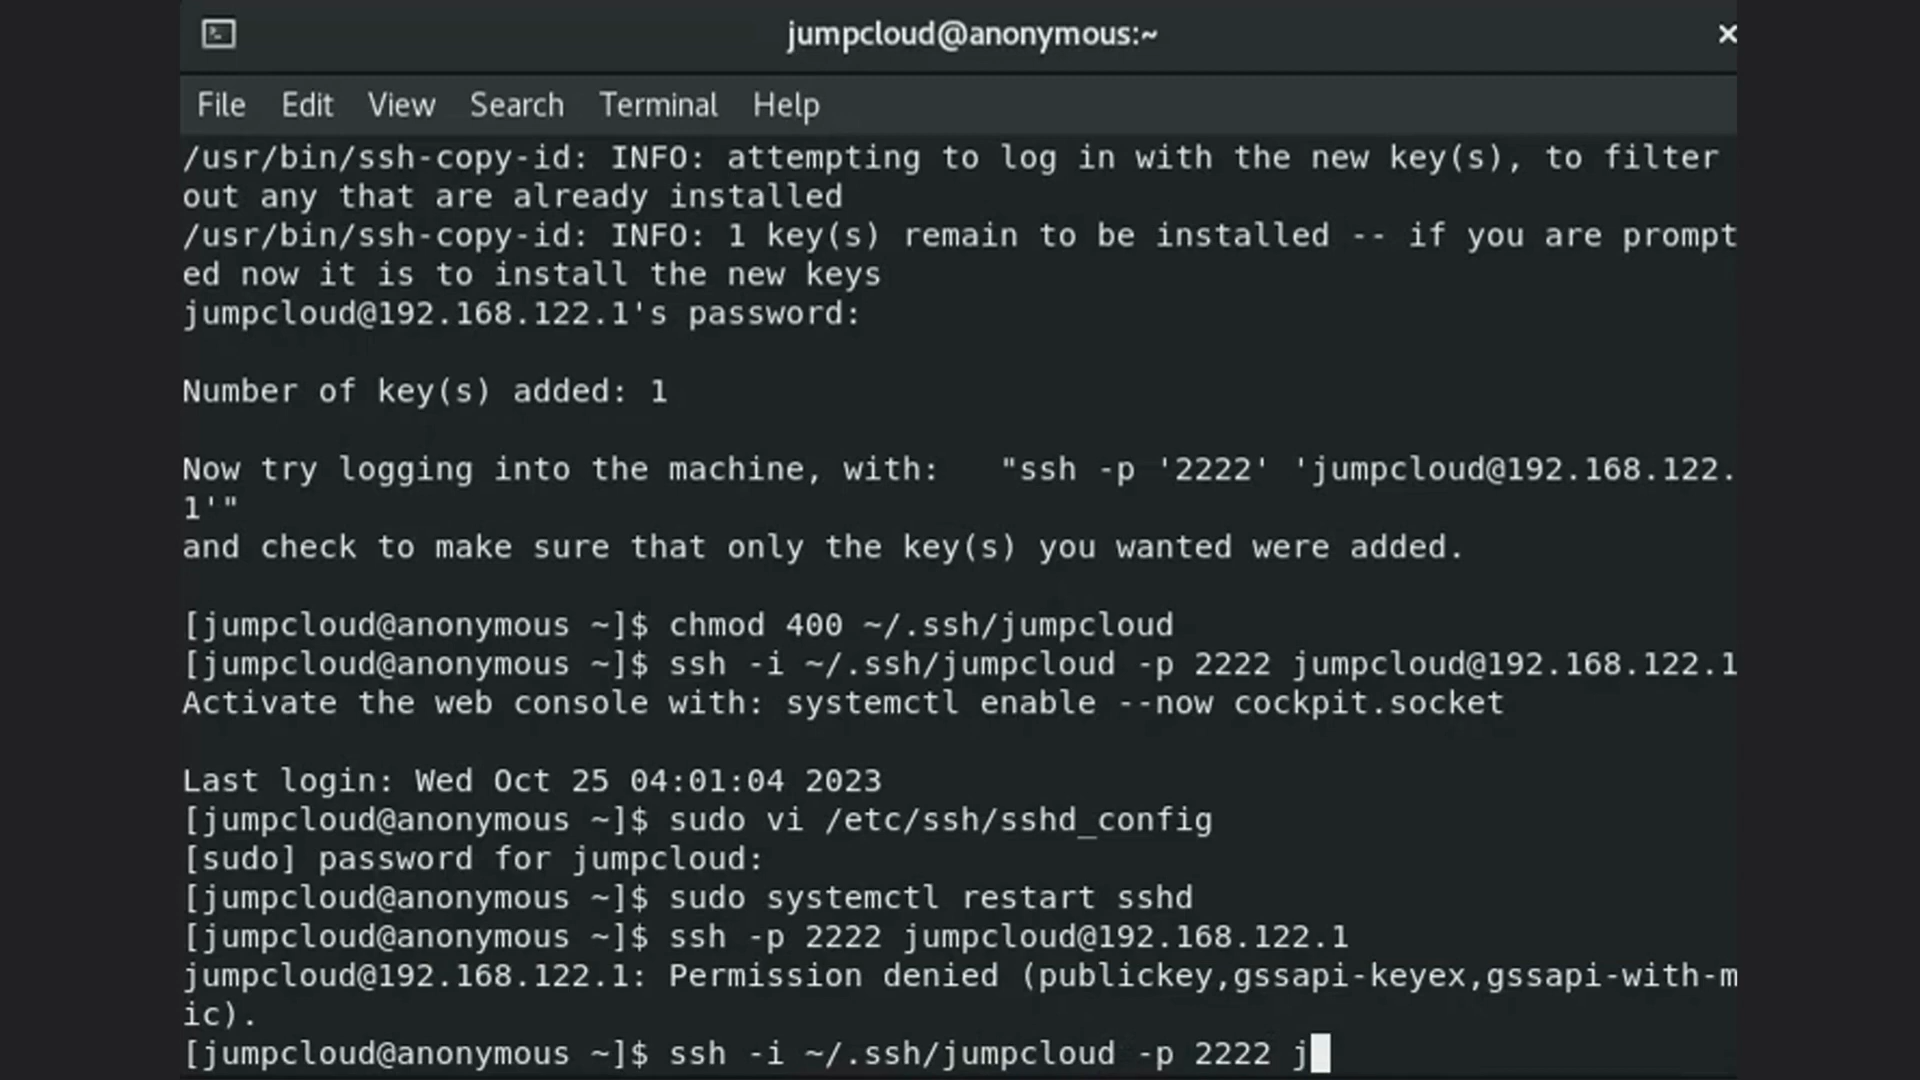 jumpcloud@anonymous:~
File Edit View Search Terminal Help
/usr/bin/ssh-copy-id: INFO: attempting to log in with the new key(s), to filter
out any that are already installed
/usr/bin/ssh-copy-id: INFO: 1 key(s) remain to be installed -- if you are prompt
ed now it is to install the new keys
jumpcloud@192.168.122.1's password:
Number of key(s) added: 1
Now try logging into the machine, with:   "ssh -p '2222' 'jumpcloud@192.168.122.
1'"
and check to make sure that only the key(s) you wanted were added.
[jumpcloud@anonymous ~]$ chmod 400 ~/.ssh/jumpcloud
[jumpcloud@anonymous ~]$ ssh -i ~/.ssh/jumpcloud -p 2222 jumpcloud@192.168.122.1
Activate the web console with: systemctl enable --now cockpit.socket
Last login: Wed Oct 25 04:01:04 2023
[jumpcloud@anonymous ~]$ sudo vi /etc/ssh/sshd_config
[sudo] password for jumpcloud:
[jumpcloud@anonymous ~]$ sudo systemctl restart sshd
[jumpcloud@anonymous ~]$ ssh -p 2222 jumpcloud@192.168.122.1
jumpcloud@192.168.122.1: Permission denied (publickey,gssapi-keyex,gssapi-with-m
ic).
[jumpcloud@anonymous ~]$ ssh -i ~/.ssh/jumpcloud -p 2222 j